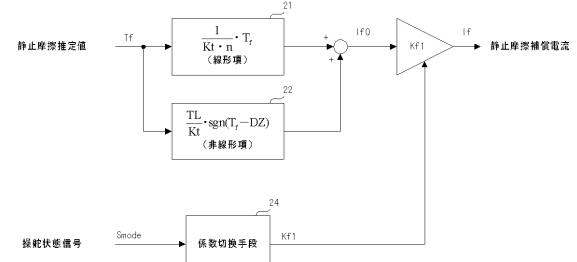 21
静止摩擦推定値
Tf
1
Kt・n
・Tf
(線形項)
+
+
If0
Kf1
If
静止摩擦補償電流
22
TL
Kt
・sgn(Tf−DZ)
(非線形項)
24
操舵状態信号
Smode
係数切換手段
Kf1